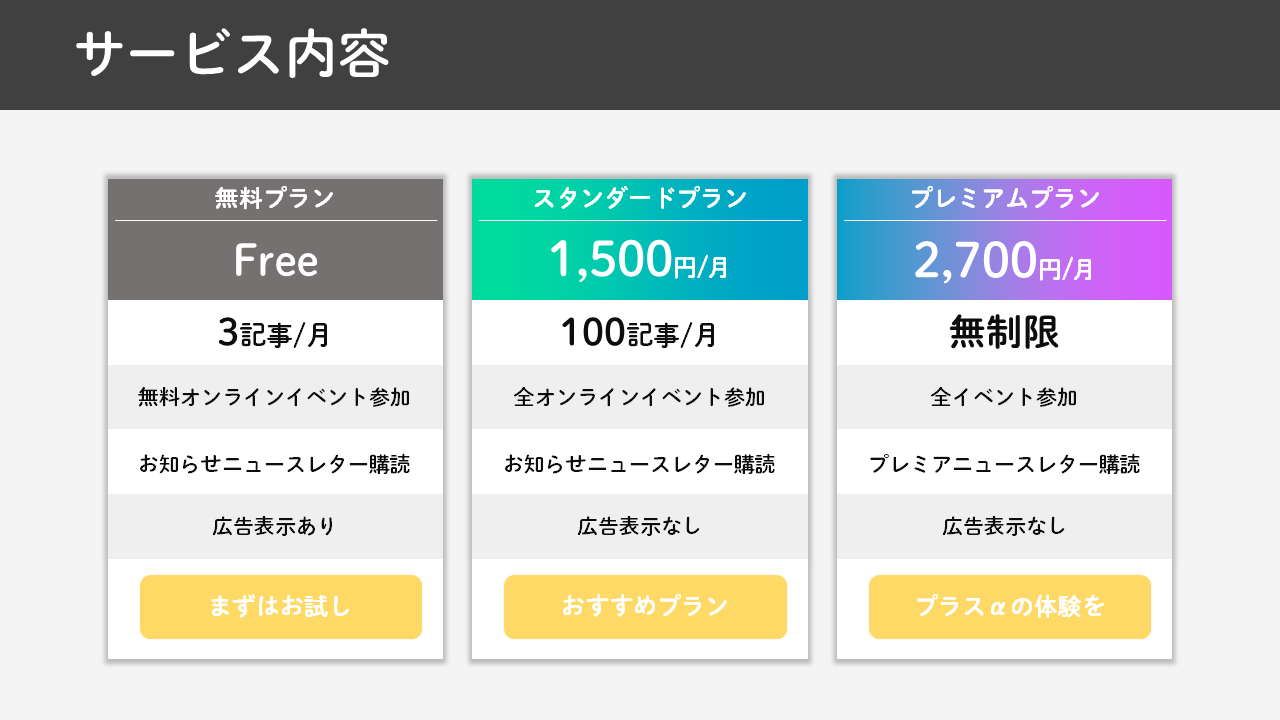 サービス内容
無料プラン
Free
3記事/月
無料オンラインイベント参加
お知らせニュースレター購読
広告表示あり
まずはお試し
スタンダードプラン
1,500円/月
100記事/月
全オンラインイベント参加
お知らせニュースレター購読
広告表示なし
おすすめプラン
プレミアムプラン
2,700円/月
無制限
全イベント参加
プレミアニュースレター購読
広告表示なし
プラスαの体験を